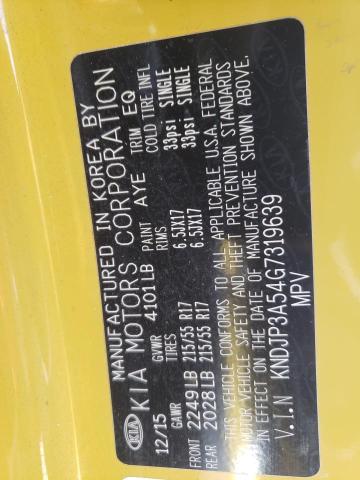 MANUFACTURED IN KOREA BY
KIA KIA MOTORS CORPORATION
12/15 GVWR 4101LB PAINT AYE TRIM EQ
GAWR TIRES RIMS COLD TIRE INFL
FRONT 2249LB 215/55 R17 6.5JX17 33psi SINGLE
REAR 2028LB 215/55 R17 6.5JX17 33psi SINGLE
THIS VEHICLE CONFORMS TO ALL APPLICABLE U.S.A. FEDERAL
MOTOR VEHICLE SAFETY AND THEFT PREVENTION STANDARDS
IN EFFECT ON THE DATE OF MANUFACTURE SHOWN ABOVE.
V.I.N KNDJP3A54G7319639
MPV